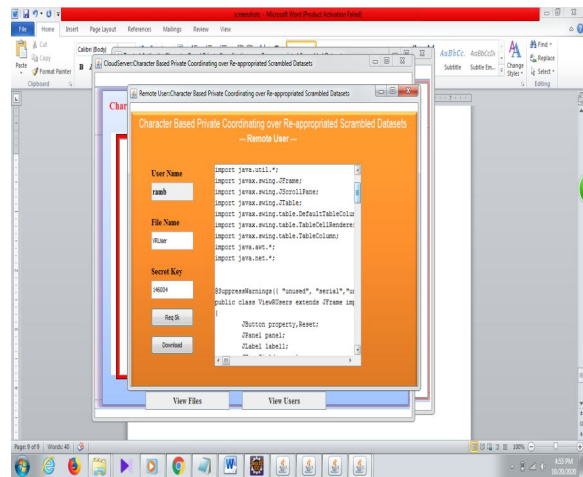 screenshots - Microsoft Word (Product Activation Failed)
File Home Insert Page Layout References Mailings Review View
Cut
Copy
Format Painter
Paste
Clipboard
Calibri (Body)
AaBbCc. AaBbCcDi
Subtitle Subtle Em...
Change Styles
Find
Replace
Select
Editing
CloudServer:Character Based Private Coordinating over Re-appropriated Scrambled Datasets
Char
Remote User:Character Based Private Coordinating over Re-appropriated Scrambled Datasets
Character Based Private Coordinating over Re-appropriated Scrambled Datasets
--- Remote User ---
User Name
ramb
File Name
VRUser
Secret Key
Req Sk
Download
import java.util.*;
import javax.swing.JFrame;
import javax.swing.JScrollPane;
import javax.swing.JTable;
import javax.swing.table.DefaultTableColu
import javax.swing.table.TableCellRendere
import javax.swing.table.TableColumn;
import java.awt.*;
import java.net.*;
@SuppressWarnings({ "unused", "serial","u
public class ViewRUsers extends JFrame imp
{
JButton property,Reset;
JPanel panel;
JLabel label1;
View Files View Users
Page: 9 of 9 Words: 40
100%
4:53 PM
10/20/2020